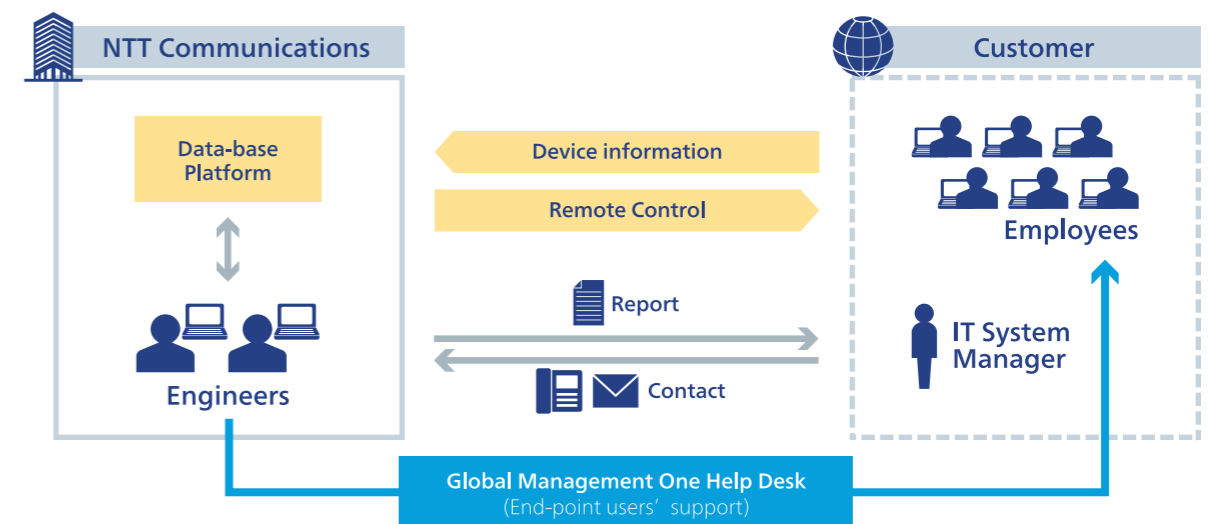 NTT Communications
Customer
Data-base
Platform
Device information
Remote Control
Employees
Report
IT System
Manager
Contact
Engineers
Global Management One Help Desk
(End-point users’ support)